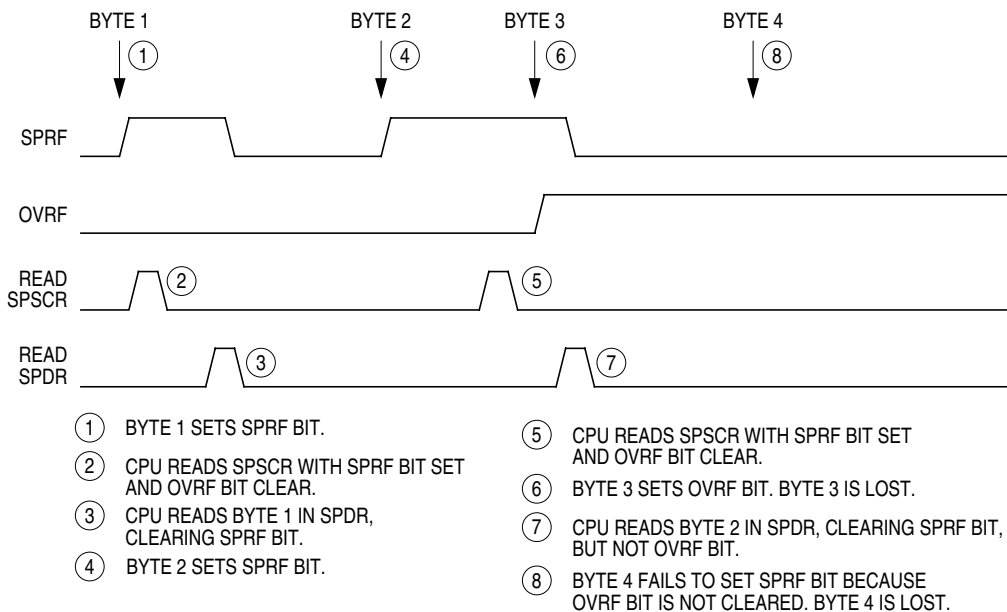 BYTE 1 BYTE 2 BYTE 3 BYTE 4
1 4 6 8
SPRF
OVRF
READ
SPSCR
2 5
READ
SPDR
3 7
1 BYTE 1 SETS SPRF BIT.
2 CPU READS SPSCR WITH SPRF BIT SET
AND OVRF BIT CLEAR.
3 CPU READS BYTE 1 IN SPDR,
CLEARING SPRF BIT.
4 BYTE 2 SETS SPRF BIT.
5 CPU READS SPSCR WITH SPRF BIT SET
AND OVRF BIT CLEAR.
6 BYTE 3 SETS OVRF BIT. BYTE 3 IS LOST.
7 CPU READS BYTE 2 IN SPDR, CLEARING SPRF BIT,
BUT NOT OVRF BIT.
8 BYTE 4 FAILS TO SET SPRF BIT BECAUSE
OVRF BIT IS NOT CLEARED. BYTE 4 IS LOST.